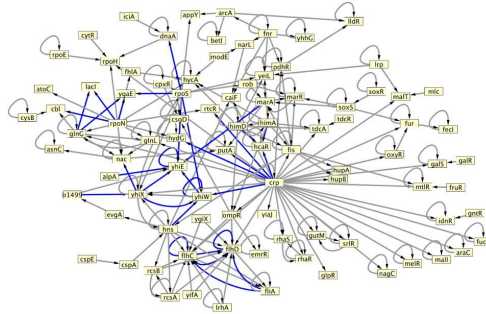 iciA
appY
arcA
fnr
lldR
cytR
dnaA
betI
yhhG
rpoE
rpoH
narL
modE
pdhR
lrp
fhlA
hycA
yeiL
atoC
lacI
cpxR
rob
soxR
mlc
ygaE
rpoS
caiF
marA
marR
malT
cbl
rtcR
soxS
cysB
rpoN
csgD
himD
himA
tdcR
tdcA
fur
fecI
glnG
glnL
hydG
hcaR
asnC
nac
putA
fis
oxyR
yhiE
hupA
galS
galR
alpA
crp
hupB
b1499
yhiX
yhiW
mtlR
fruR
evgA
ygiX
ompR
yiaJ
idnR
gntR
hns
rhaS
gutM
fuc
flhC
flhD
emrR
rhaR
srlR
araC
cspE
cspA
rcsB
glpR
melR
malI
nagC
rcsA
yifA
fliA
lrhA